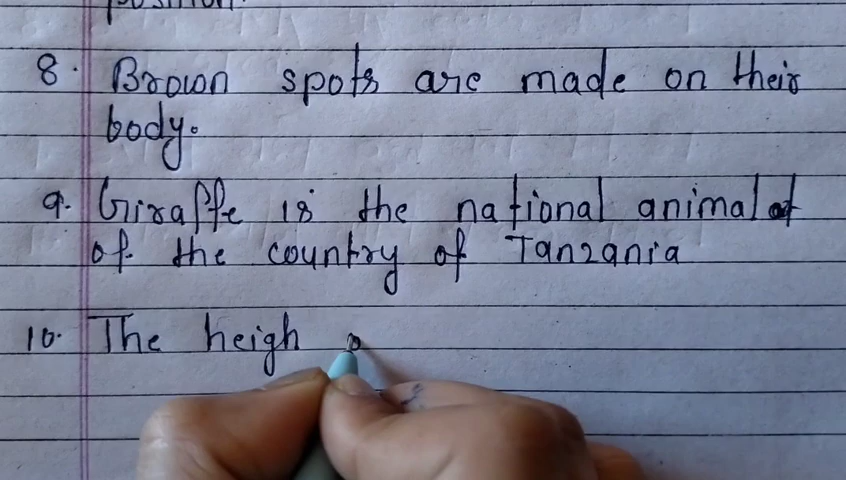 8. Brown spots are made on their
body.
9. Giraffe is the national animal of
of the country of Tanzania
10. The heigh